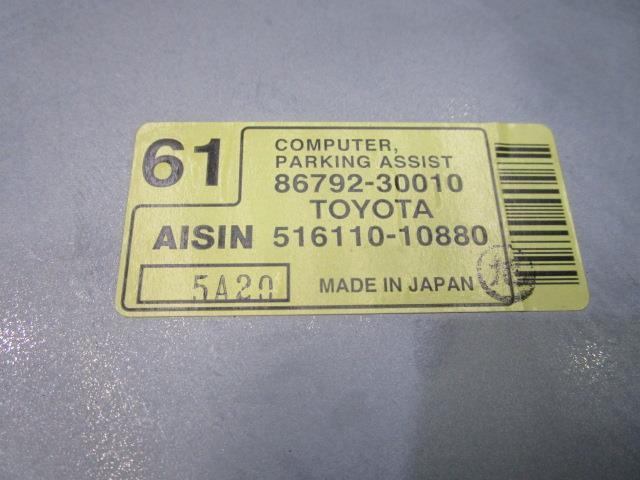 61
COMPUTER,
PARKING ASSIST
86792-30010
TOYOTA
AISIN 516110-10880
5A20
MADE IN JAPAN